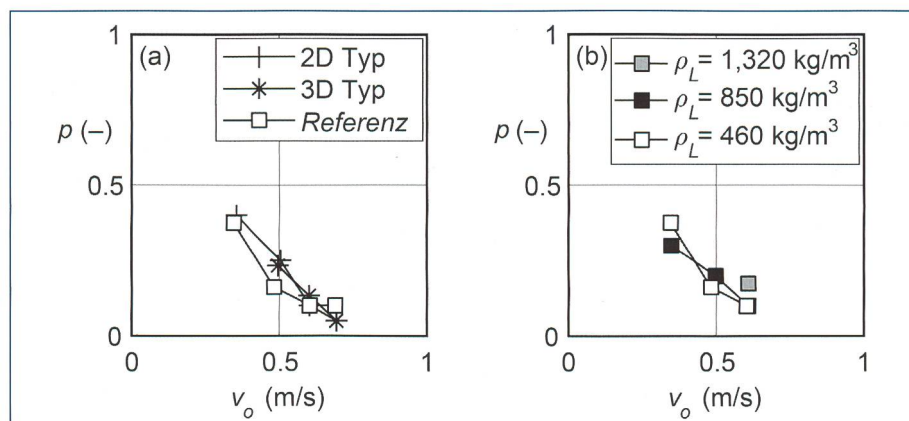 1
(a)
2D Typ
3D Typ
Referenz
p (–)
0.5
0
0
0.5
1
v_o (m/s)
1
(b)
ρ_L = 1,320 kg/m³
ρ_L = 850 kg/m³
ρ_L = 460 kg/m³
p (–)
0.5
0
0
0.5
1
v_o (m/s)